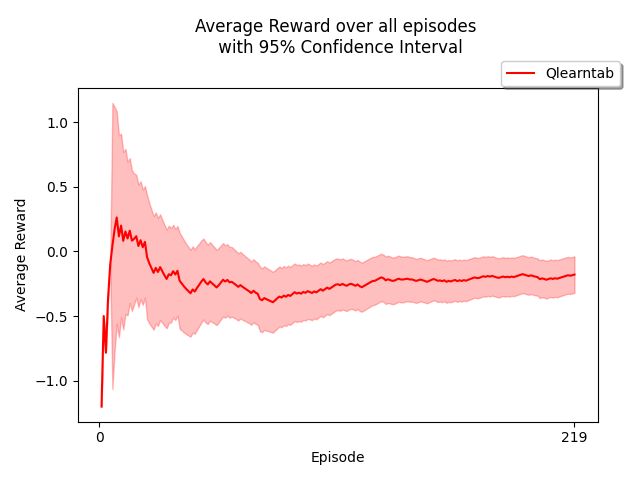 Average Reward over all episodes
with 95% Confidence Interval
Qlearntab
1.0
0.5
0.0
−0.5
−1.0
Average Reward
0
219
Episode